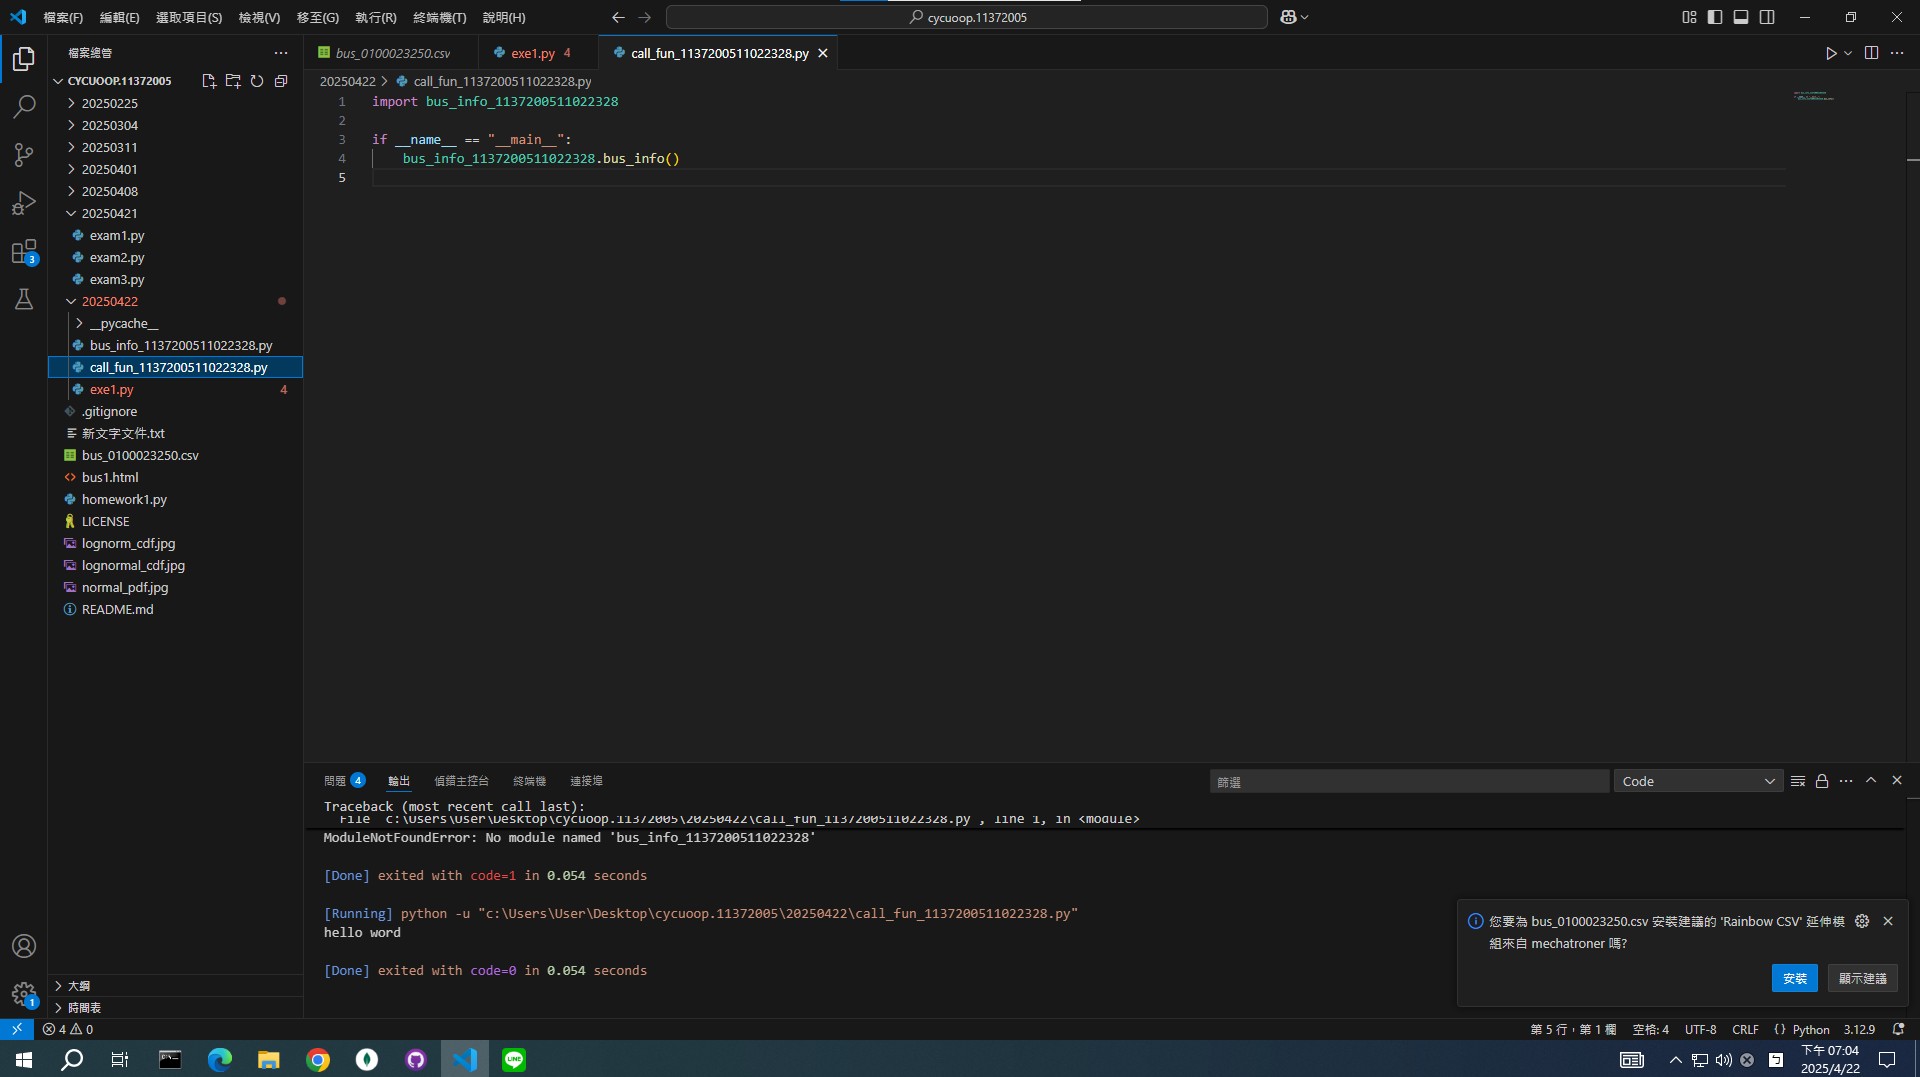 檔案(F) 編輯(E) 選取項目(S) 檢視(V) 移至(G) 執行(R) 終端機(T) 說明(H) cycuoop.11372005
檔案總管
CYCUOOP.11372005
20250225
20250304
20250311
20250401
20250408
20250421
exam1.py
exam2.py
exam3.py
20250422
__pycache__
bus_info_1137200511022328.py
call_fun_1137200511022328.py
exe1.py 4
.gitignore
新文字文件.txt
bus_0100023250.csv
bus1.html
homework1.py
LICENSE
lognorm_cdf.jpg
lognormal_cdf.jpg
normal_pdf.jpg
README.md
大綱
時間表
3
1
bus_0100023250.csv exe1.py 4 call_fun_1137200511022328.py
20250422 > call_fun_1137200511022328.py
1 import bus_info_1137200511022328
2
3 if __name__ == "__main__":
4 bus_info_1137200511022328.bus_info()
5
問題 4 輸出 偵錯主控台 終端機 連接埠 篩選 Code
Traceback (most recent call last):
File "c:\Users\User\Desktop\cycuoop.11372005\20250422\call_fun_1137200511022328.py", line 1, in <module>
ModuleNotFoundError: No module named 'bus_info_1137200511022328'
[Done] exited with code=1 in 0.054 seconds
[Running] python -u "c:\Users\User\Desktop\cycuoop.11372005\20250422\call_fun_1137200511022328.py"
hello word
[Done] exited with code=0 in 0.054 seconds
您要為 bus_0100023250.csv 安裝建議的 'Rainbow CSV' 延伸模
組來自 mechatroner 嗎?
安裝 顯示建議
4 0 第 5 行，第 1 欄 空格: 4 UTF-8 CRLF {} Python 3.12.9
下午 07:04
2025/4/22